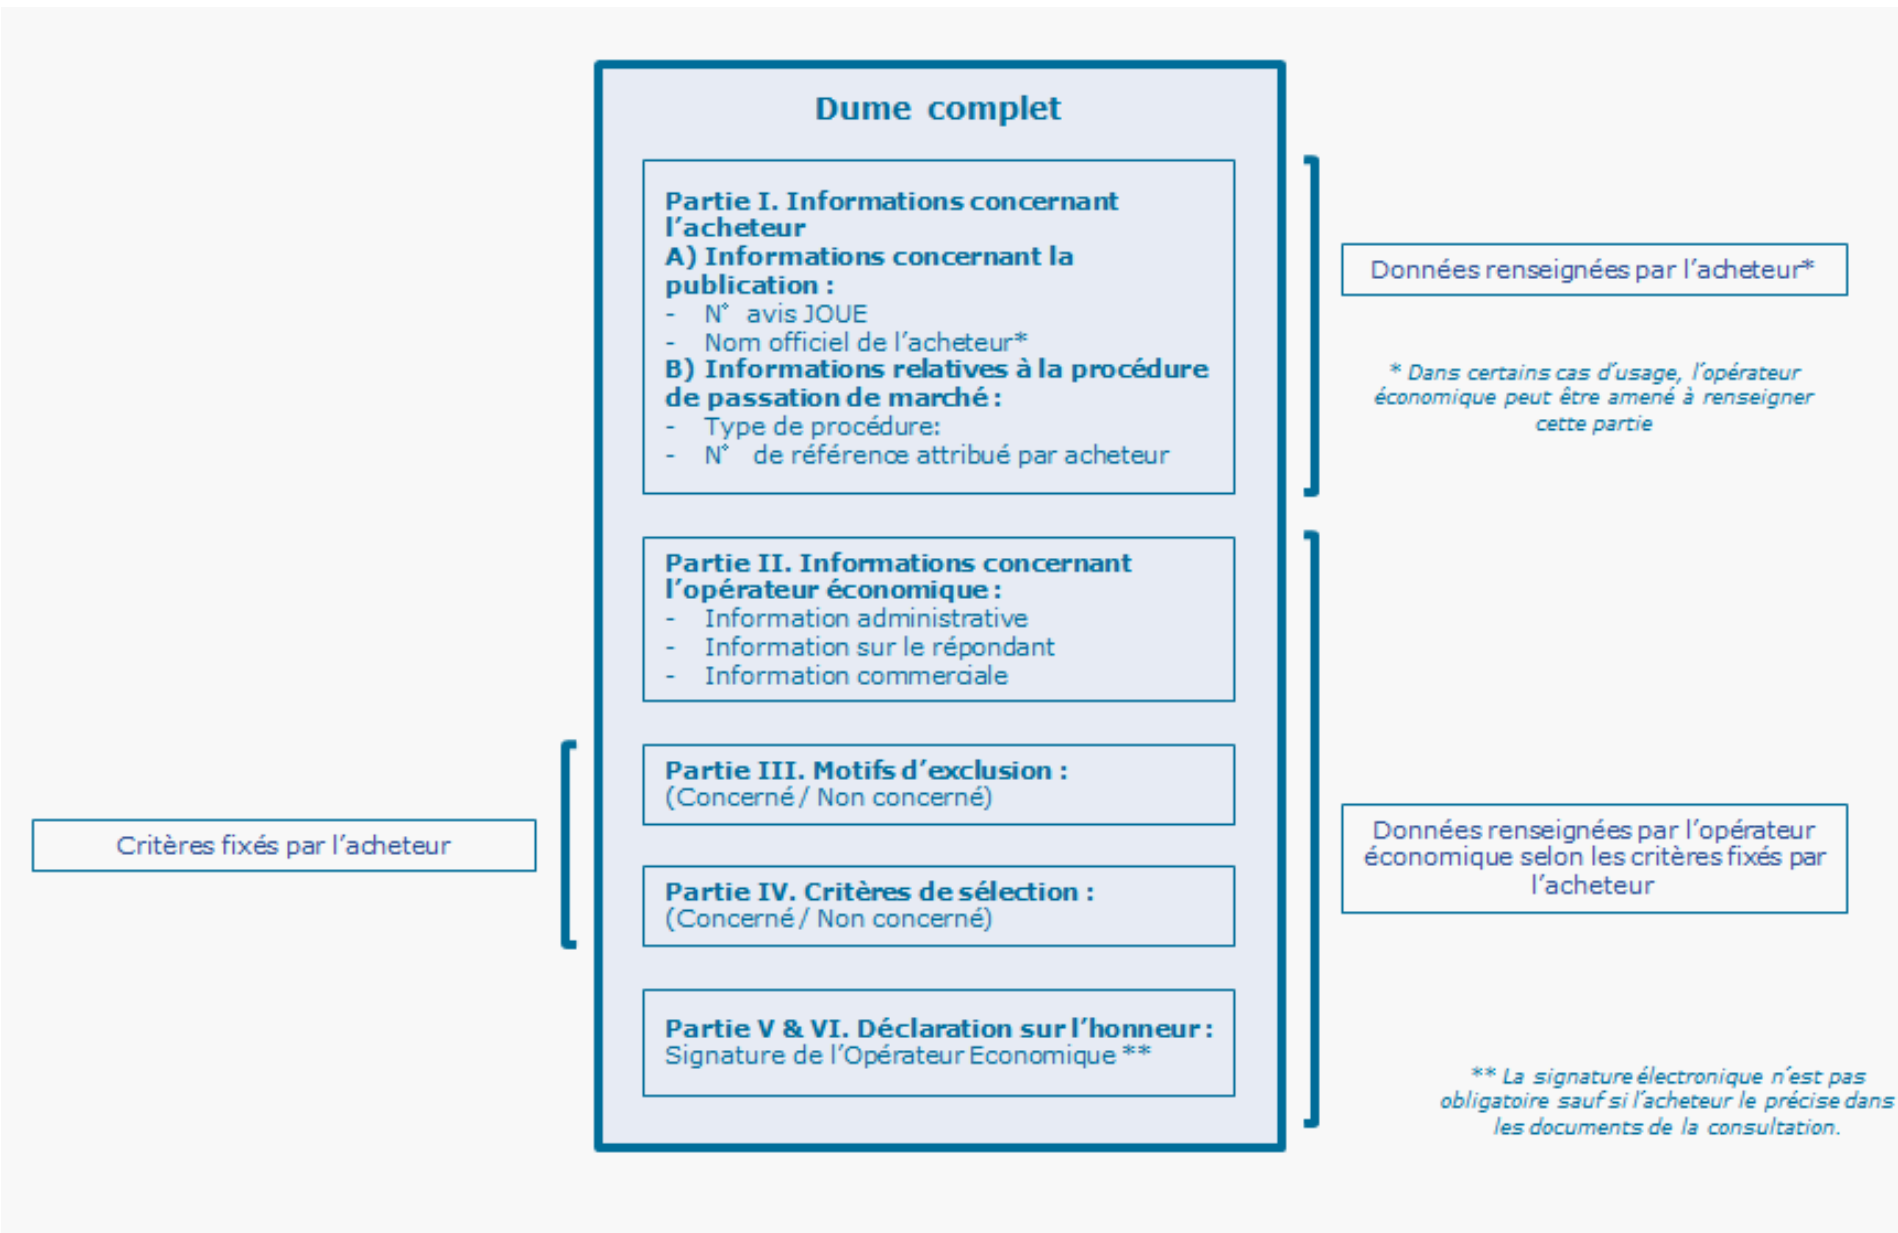 Dume complet
Partie I. Informations concernant
l’acheteur
A) Informations concernant la
publication :
- N° avis JOUE
- Nom officiel de l’acheteur*
B) Informations relatives à la procédure
de passation de marché :
- Type de procédure:
- N° de référence attribué par acheteur
Données renseignées par l’acheteur*
* Dans certains cas d’usage, l’opérateur
économique peut être amené à renseigner
cette partie
Partie II. Informations concernant
l’opérateur économique :
- Information administrative
- Information sur le répondant
- Information commerciale
Partie III. Motifs d’exclusion :
(Concerné / Non concerné)
Critères fixés par l’acheteur
Partie IV. Critères de sélection :
(Concerné / Non concerné)
Données renseignées par l’opérateur
économique selon les critères fixés par
l’acheteur
Partie V & VI. Déclaration sur l’honneur :
Signature de l’Opérateur Economique **
** La signature électronique n’est pas
obligatoire sauf si l’acheteur le précise dans
les documents de la consultation.